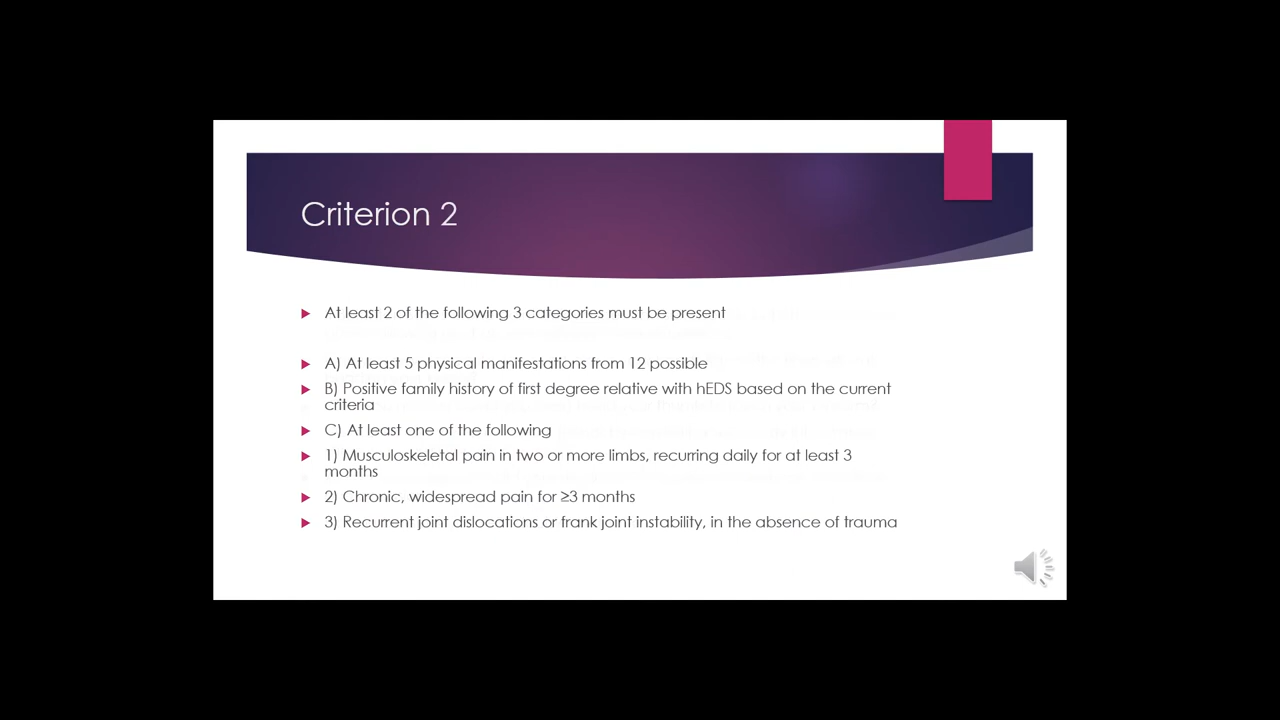 Criterion 2
At least 2 of the following 3 categories must be present
A) At least 5 physical manifestations from 12 possible
B) Positive family history of first degree relative with hEDS based on the current
criteria
C) At least one of the following
1) Musculoskeletal pain in two or more limbs, recurring daily for at least 3
months
2) Chronic, widespread pain for ≥3 months
3) Recurrent joint dislocations or frank joint instability, in the absence of trauma